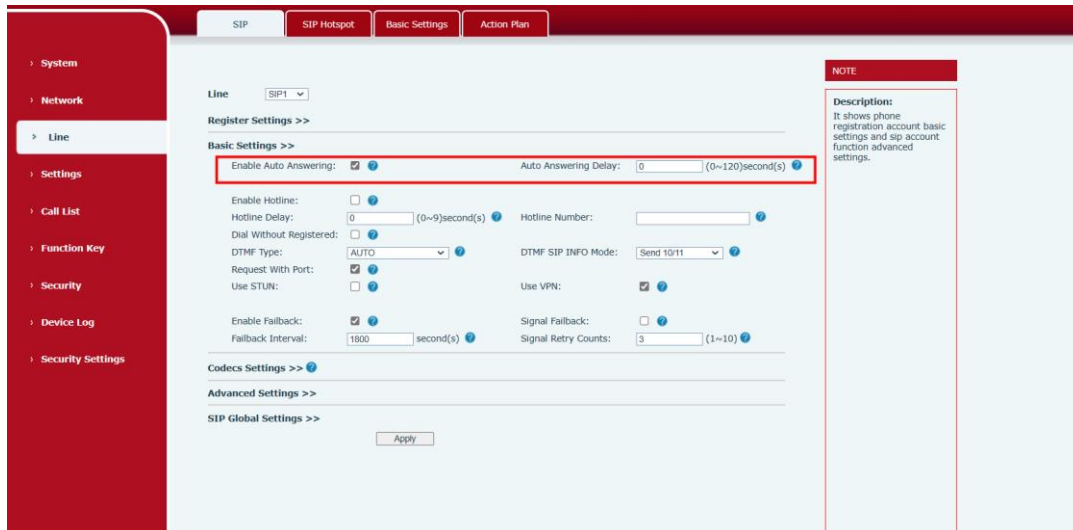 SIP SIP Hotspot Basic Settings Action Plan
› System
› Network
› Line
› Settings
› Call List
› Function Key
› Security
› Device Log
› Security Settings
Line SIP1
Register Settings >>
Basic Settings >>
Enable Auto Answering: ? Auto Answering Delay: 0 (0~120)second(s) ?
Enable Hotline: ?
Hotline Delay: 0 (0~9)second(s) ? Hotline Number: ?
Dial Without Registered: ?
DTMF Type: AUTO ? DTMF SIP INFO Mode: Send 10/11 ?
Request With Port: ?
Use STUN: ? Use VPN: ?
Enable Failback: ? Signal Failback: ?
Failback Interval: 1800 second(s) ? Signal Retry Counts: 3 (1~10) ?
Codecs Settings >> ?
Advanced Settings >>
SIP Global Settings >>
Apply
NOTE
Description:
It shows phone
registration account basic
settings and sip account
function advanced
settings.